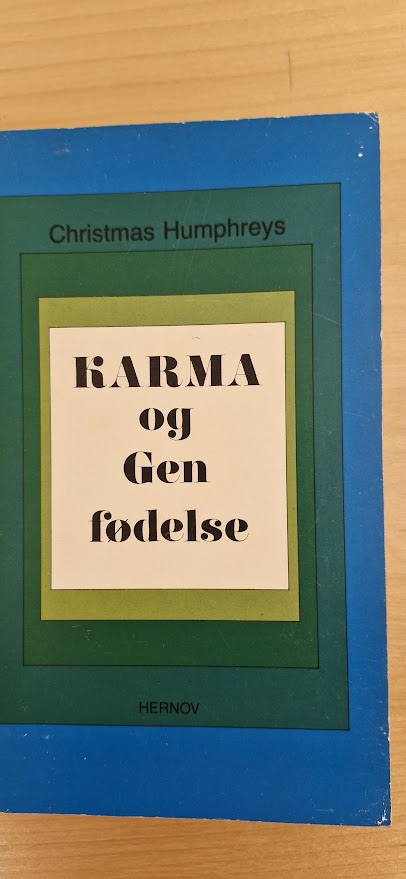 Christmas Humphreys
KARMA
og
Gen
fødelse
HERNOV